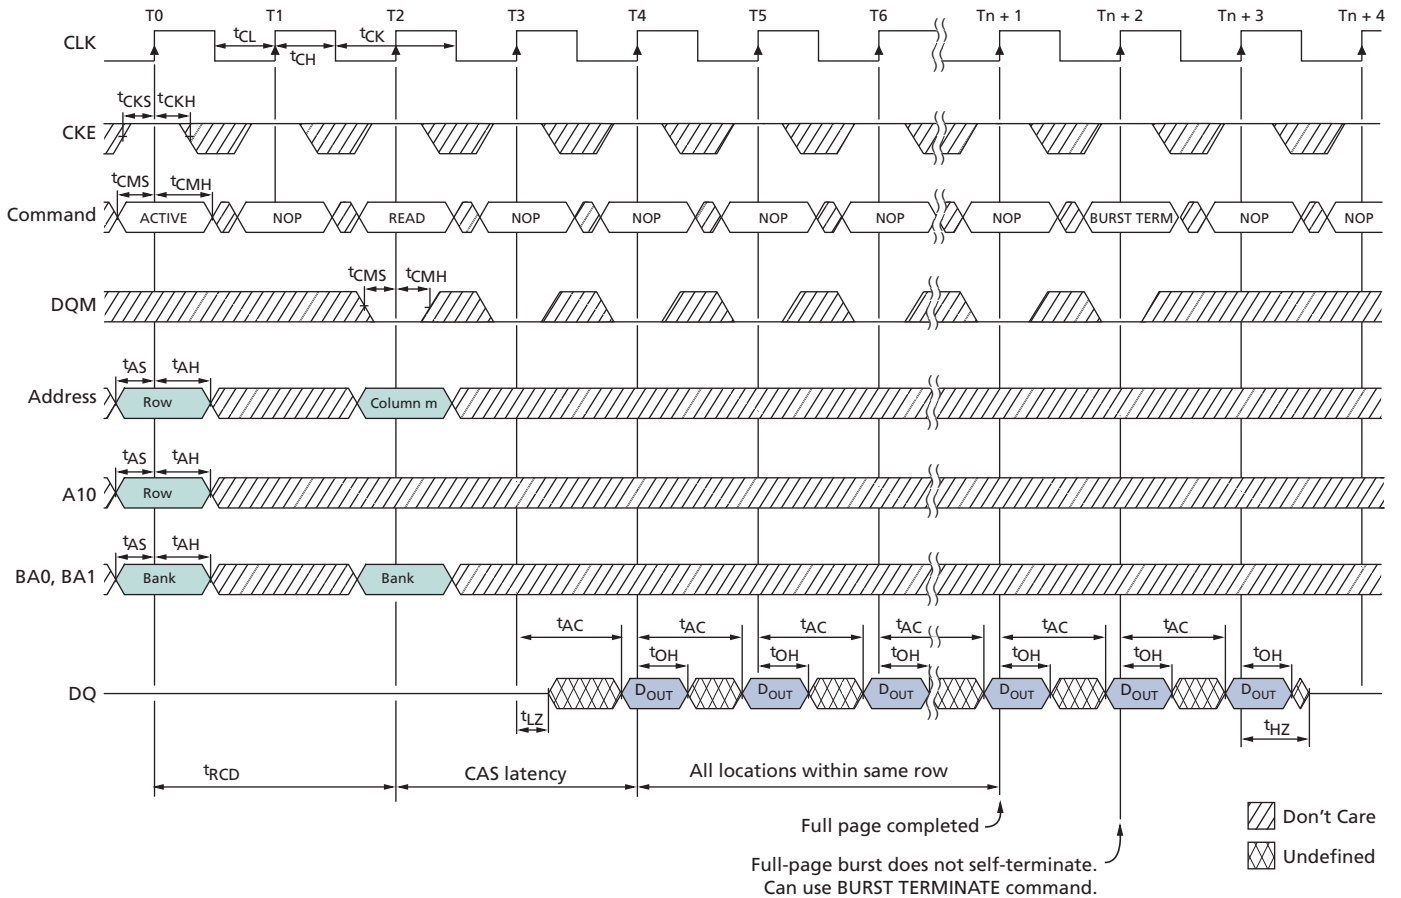 T0 T1 T2 T3 T4 T5 T6 Tn + 1 Tn + 2 Tn + 3 Tn + 4
CLK
tCL tCK
tCH
tCKS tCKH
CKE
tCMS tCMH
Command ACTIVE NOP READ NOP NOP NOP NOP NOP BURST TERM NOP NOP
tCMS tCMH
DQM
tAS tAH
Address Row Column m
tAS tAH
A10 Row
tAS tAH
BA0, BA1 Bank Bank
tAC tAC tAC tAC tAC tAC
tOH tOH tOH tOH tOH tOH
DQ DOUT DOUT DOUT DOUT DOUT DOUT
tLZ tHZ
tRCD CAS latency All locations within same row
Full page completed
Don't Care
Undefined
Full-page burst does not self-terminate.
Can use BURST TERMINATE command.